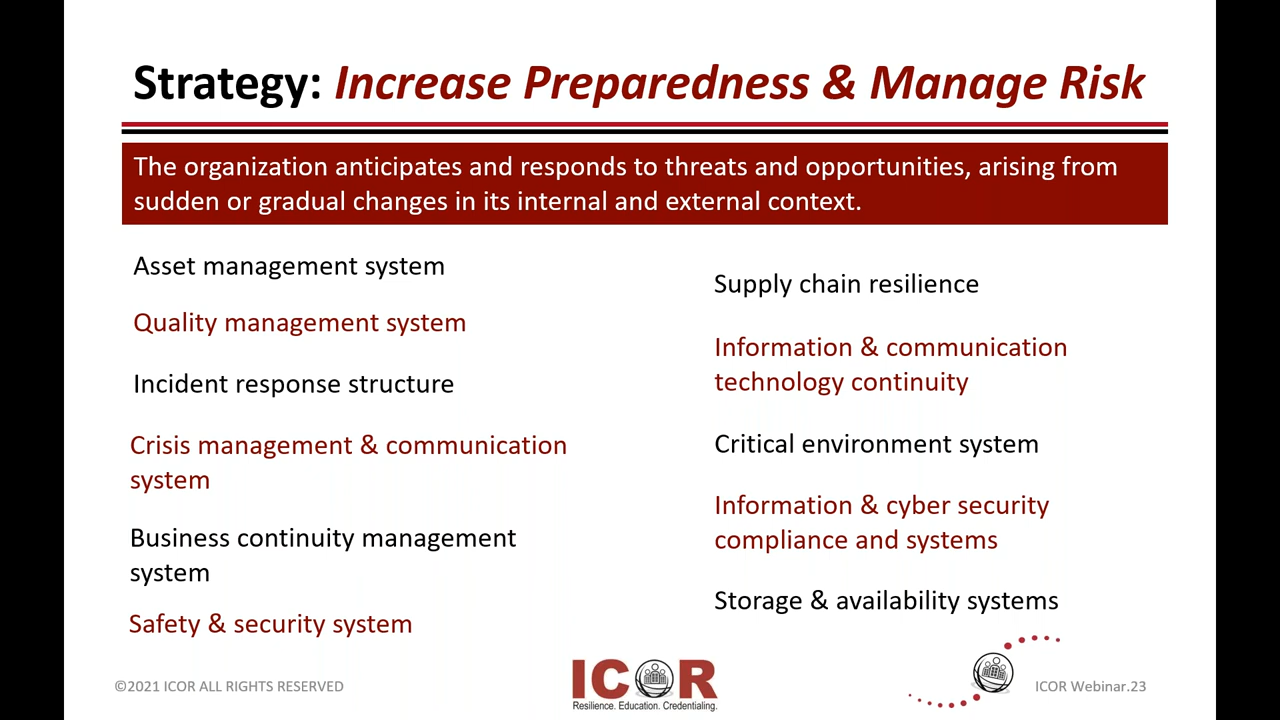 Strategy: Increase Preparedness & Manage Risk
The organization anticipates and responds to threats and opportunities, arising from
sudden or gradual changes in its internal and external context.
Asset management system
Quality management system
Incident response structure
Crisis management & communication
system
Business continuity management
system
Safety & security system
Supply chain resilience
Information & communication
technology continuity
Critical environment system
Information & cyber security
compliance and systems
Storage & availability systems
©2021 ICOR ALL RIGHTS RESERVED
ICOR
Resilience. Education. Credentialing.
ICOR Webinar.23